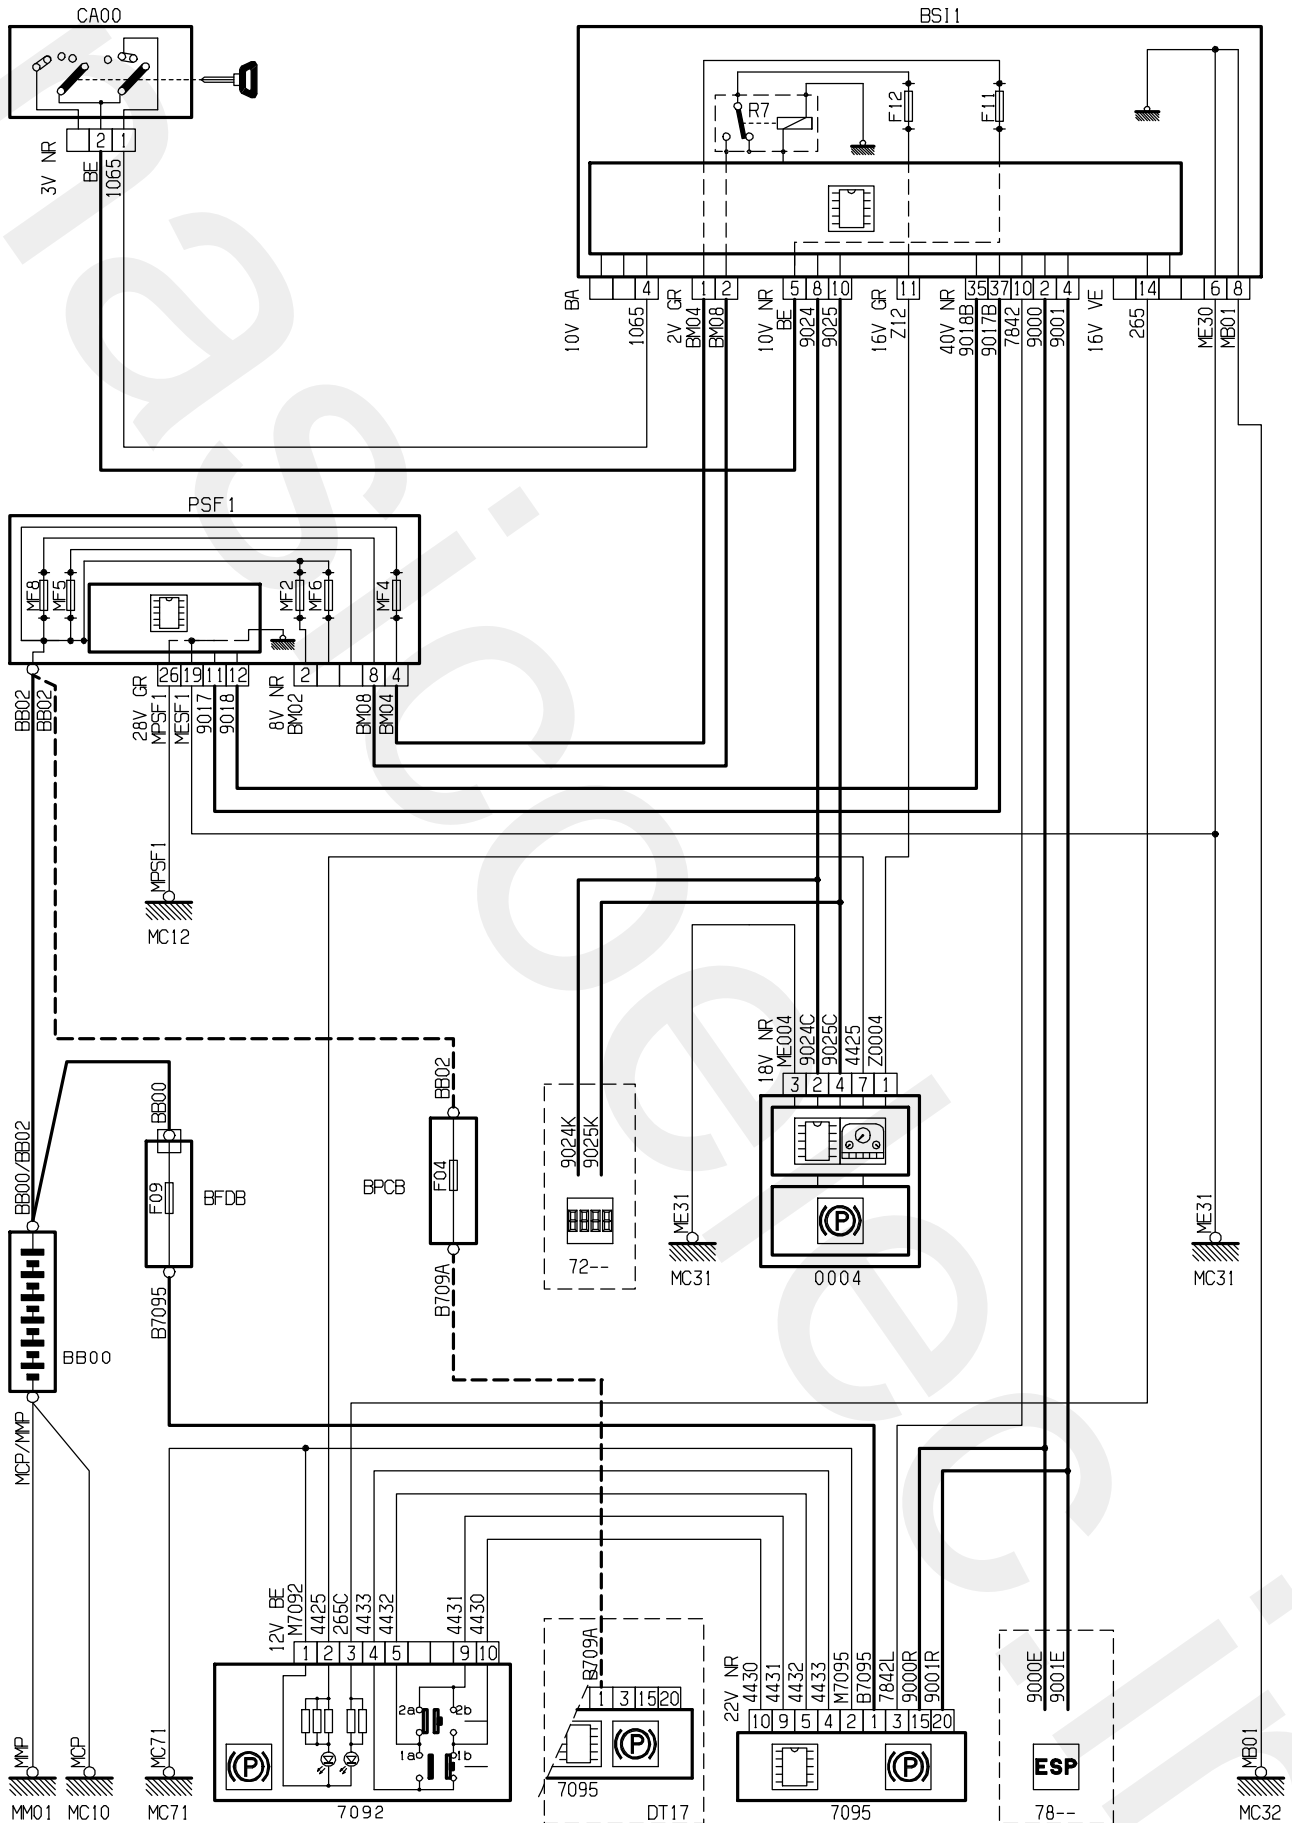 CA00
BSI1
R7
F12
F11
2 1
3V NR
BE
1065
4
1 2
5 8 10
11
35 37 10 2 4
14
6 8
10V BA
1065
2V GR
BM04
BM08
10V NR
BE
9024
9025
16V GR
Z12
40V NR
9018B
9017B
7842
9000
9001
16V VE
265
ME30
MB01
PSF1
MF8
MF5
MF2
MF6
MF4
26 19 11 12
2
8 4
BB02
BB02
28V GR
MPSF1
MESF1
9017
9018
8V NR
BM02
BM08
BM04
MPSF1
MC12
18V NR
ME004
9024C
9025C
4425
Z0004
3 2 4 7 1
BB00
BB02
BB00/BB02
F09
BFDB
BPCB
F04
9024K
9025K
72--
ME31
MC31
P
0004
ME31
MC31
B7095
B709A
BB00
MCP/MMP
12V BE
M7092
4425
265C
4433
4432
4431
4430
1 2 3 4 5 9 10
2a
2b
1a
1b
P
7092
B709A
1 3 15 20
P
7095
DT17
22V NR
4430
4431
4432
4433
M7095
B7095
7842L
9000R
9001R
10 9 5 4 2 1 3 15 20
P
7095
9000E
9001E
ESP
78--
MMP
MM01
MCP
MC10
MC71
MC71
MB01
MC32
nasicoelec.ir